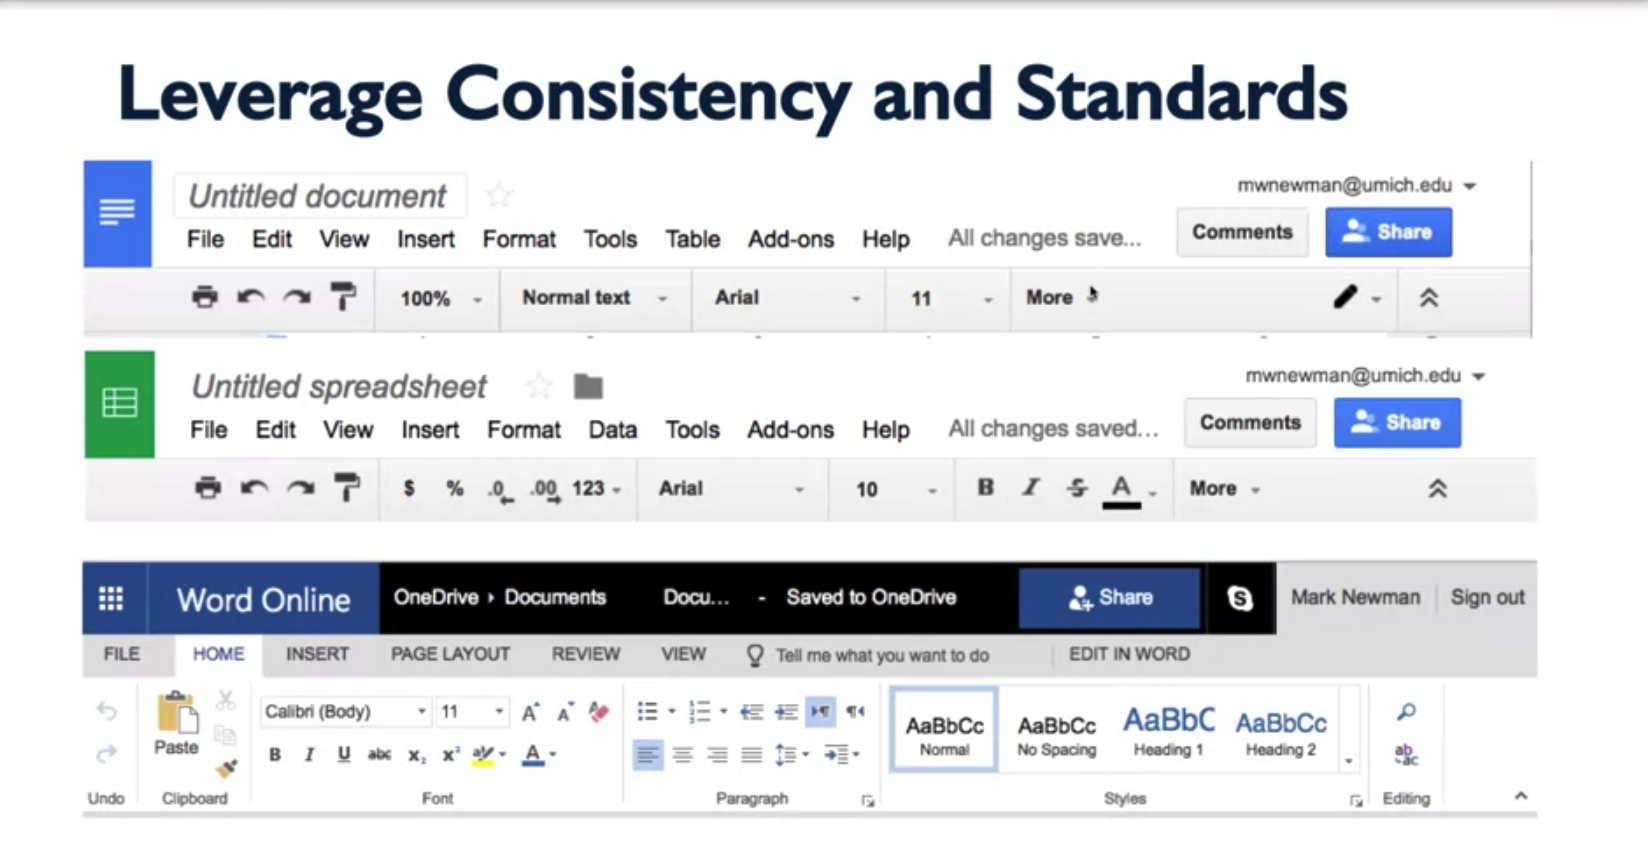 Leverage Consistency and Standards
Untitled document
mwnewman@umich.edu
File Edit View Insert Format Tools Table Add-ons Help All changes save... Comments Share
100% Normal text Arial 11 More
Untitled spreadsheet
mwnewman@umich.edu
File Edit View Insert Format Data Tools Add-ons Help All changes saved... Comments Share
$ % .0 .00 123 Arial 10 B I S A More
Word Online OneDrive › Documents Docu... - Saved to OneDrive Share S Mark Newman Sign out
FILE HOME INSERT PAGE LAYOUT REVIEW VIEW Tell me what you want to do EDIT IN WORD
Calibri (Body) 11 A A A
Paste
B I U abc x₂ x² ab A
AaBbCc AaBbCc AaBbC AaBbCc
Normal No Spacing Heading 1 Heading 2
ab
ac
Undo Clipboard Font Paragraph Styles Editing